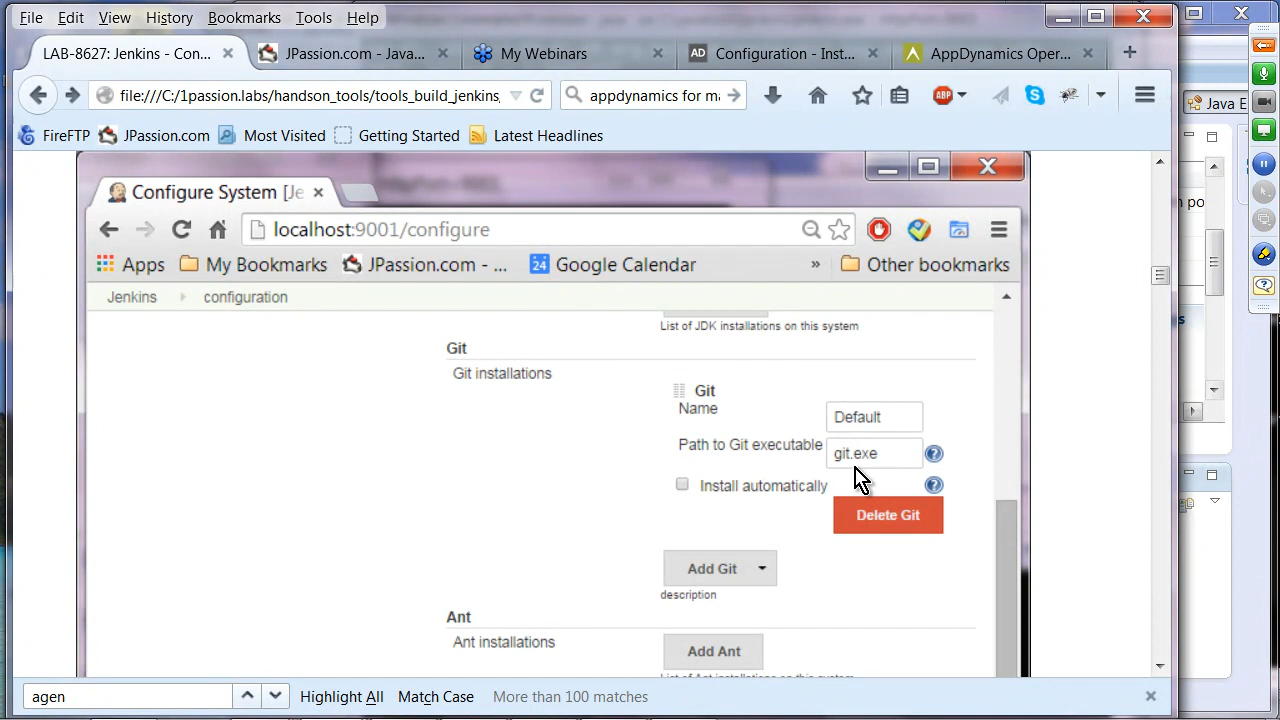 File Edit View History Bookmarks Tools Help
LAB-8627: Jenkins - Con... JPassion.com - Java... My Webinars Configuration - Inst... AppDynamics Oper...
file:///C:/1passion.labs/handson_tools/tools_build_jenkins, appdynamics for m
FireFTP JPassion.com Most Visited Getting Started Latest Headlines
Java E
Configure System [Je
localhost:9001/configure
Apps My Bookmarks JPassion.com - ... 24 Google Calendar » Other bookmarks
Jenkins configuration
List of JDK installations on this system
Git
Git installations
Git
Name Default
Path to Git executable git.exe
Install automatically
Delete Git
Add Git
description
Ant
Ant installations Add Ant
agen Highlight All Match Case More than 100 matches